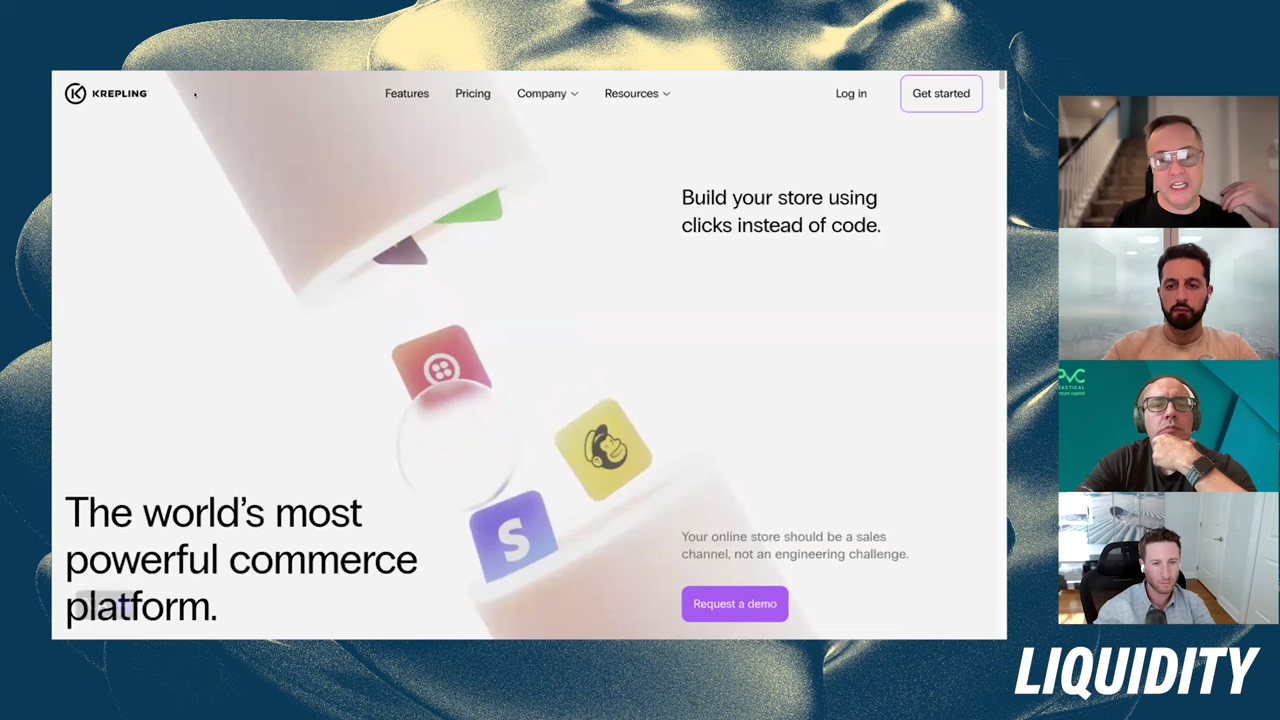 KREPLING
Features
Pricing
Company
Resources
Log in
Get started
Build your store using
clicks instead of code.
S
The world's most
powerful commerce
platform.
Your online store should be a sales
channel, not an engineering challenge.
Request a demo
PVC
LIQUIDITY